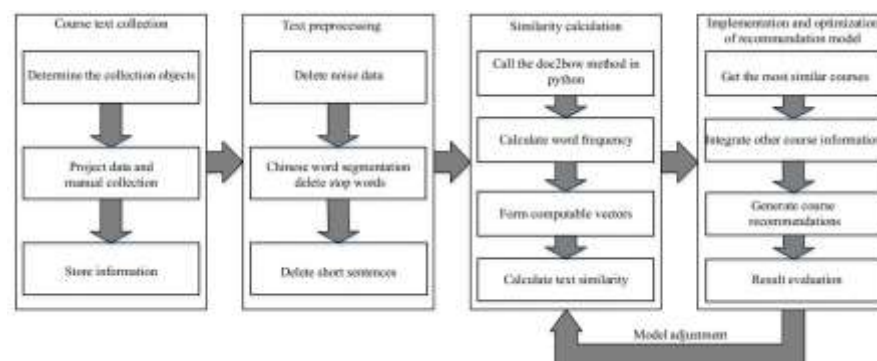 Course text collection
Determine the collection objects
Project data and
manual collection
Store information
Text preprocessing
Delete noise data
Chinese word segmentation
delete stop words
Delete short sentences
Similarity calculation
Call the doc2bow method in
python
Calculate word frequency
Form computable vectors
Calculate text similarity
Implementation and optimization
of recommendation model
Get the most similar courses
Integrate other course information
Generate course
recommendations
Result evaluation
Model adjustment